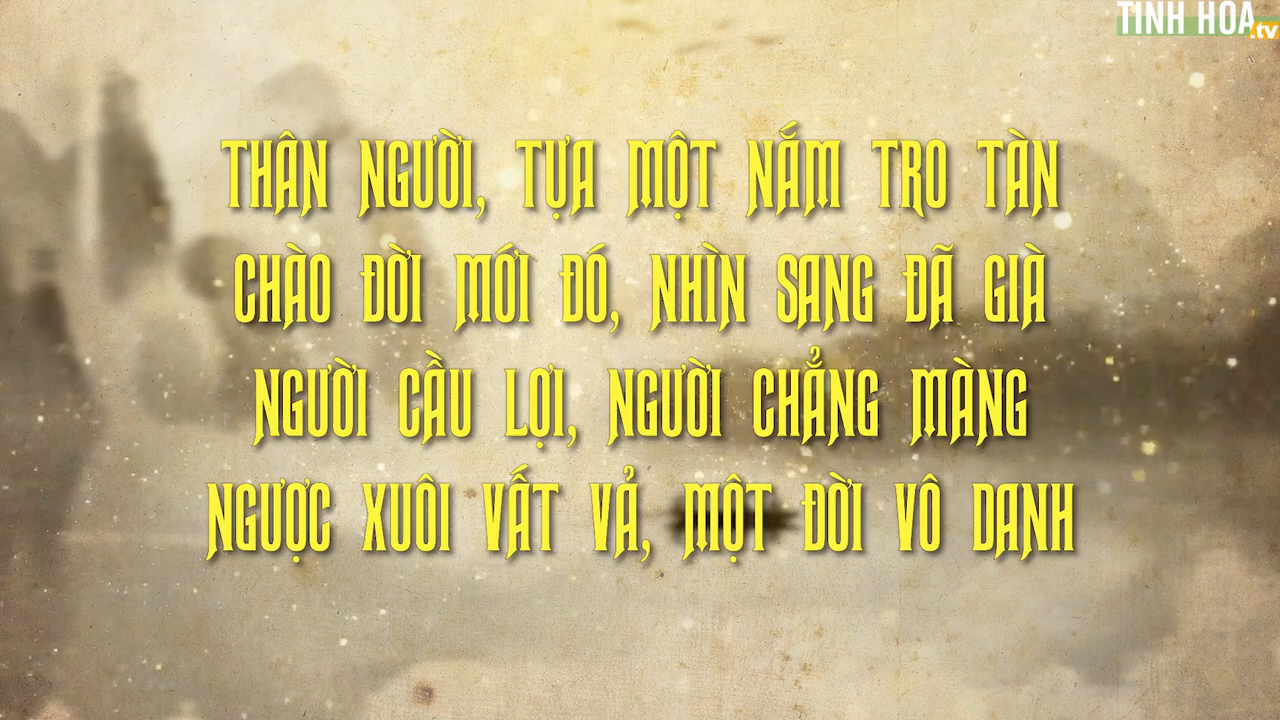 TINH HOA.tv
THÂN NGƯỜI, TỰA MỘT NẮM TRO TÀN
CHÀO ĐỜI MỚI ĐÓ, NHÌN SANG ĐÃ GIÀ
NGƯỜI CẦU LỢI, NGƯỜI CHẲNG MÀNG
NGƯỢC XUÔI VẤT VẢ, MỘT ĐỜI VÔ DANH